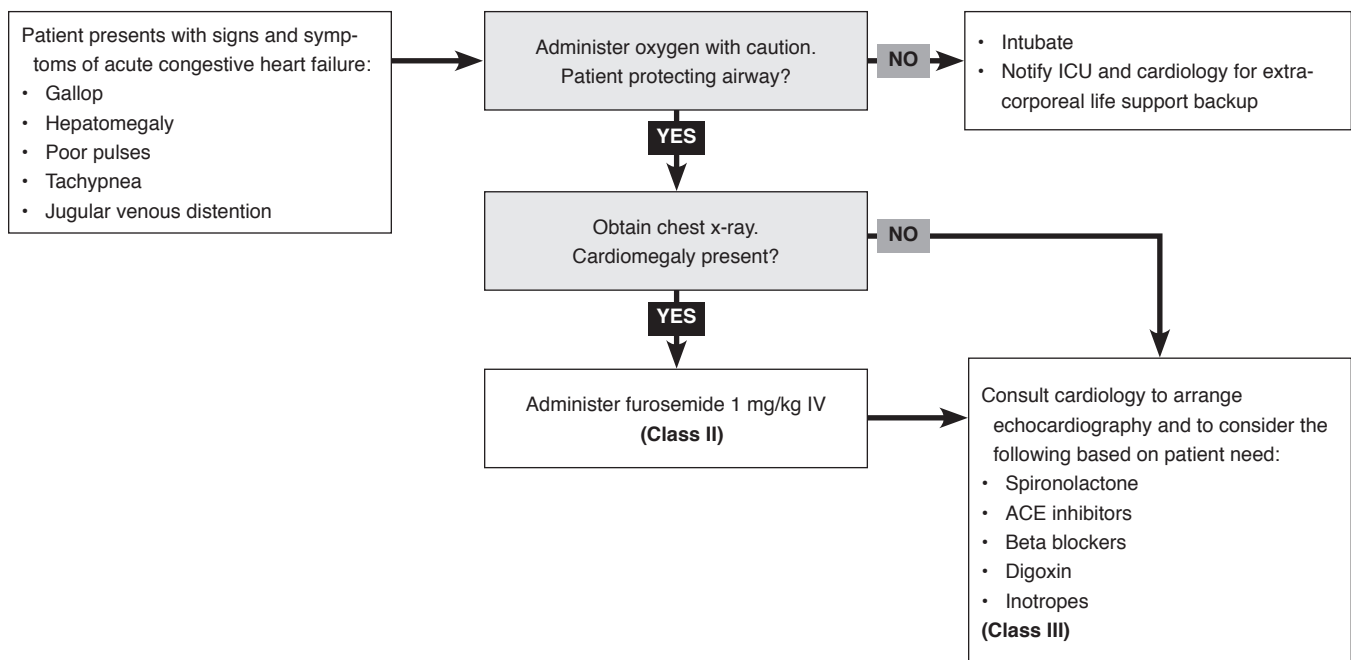 Patient presents with signs and symp-
toms of acute congestive heart failure:
• Gallop
• Hepatomegaly
• Poor pulses
• Tachypnea
• Jugular venous distention
Administer oxygen with caution.
Patient protecting airway?
NO
• Intubate
• Notify ICU and cardiology for extra-
corporeal life support backup
YES
Obtain chest x-ray.
Cardiomegaly present?
NO
YES
Administer furosemide 1 mg/kg IV
(Class II)
Consult cardiology to arrange
echocardiography and to consider the
following based on patient need:
• Spironolactone
• ACE inhibitors
• Beta blockers
• Digoxin
• Inotropes
(Class III)